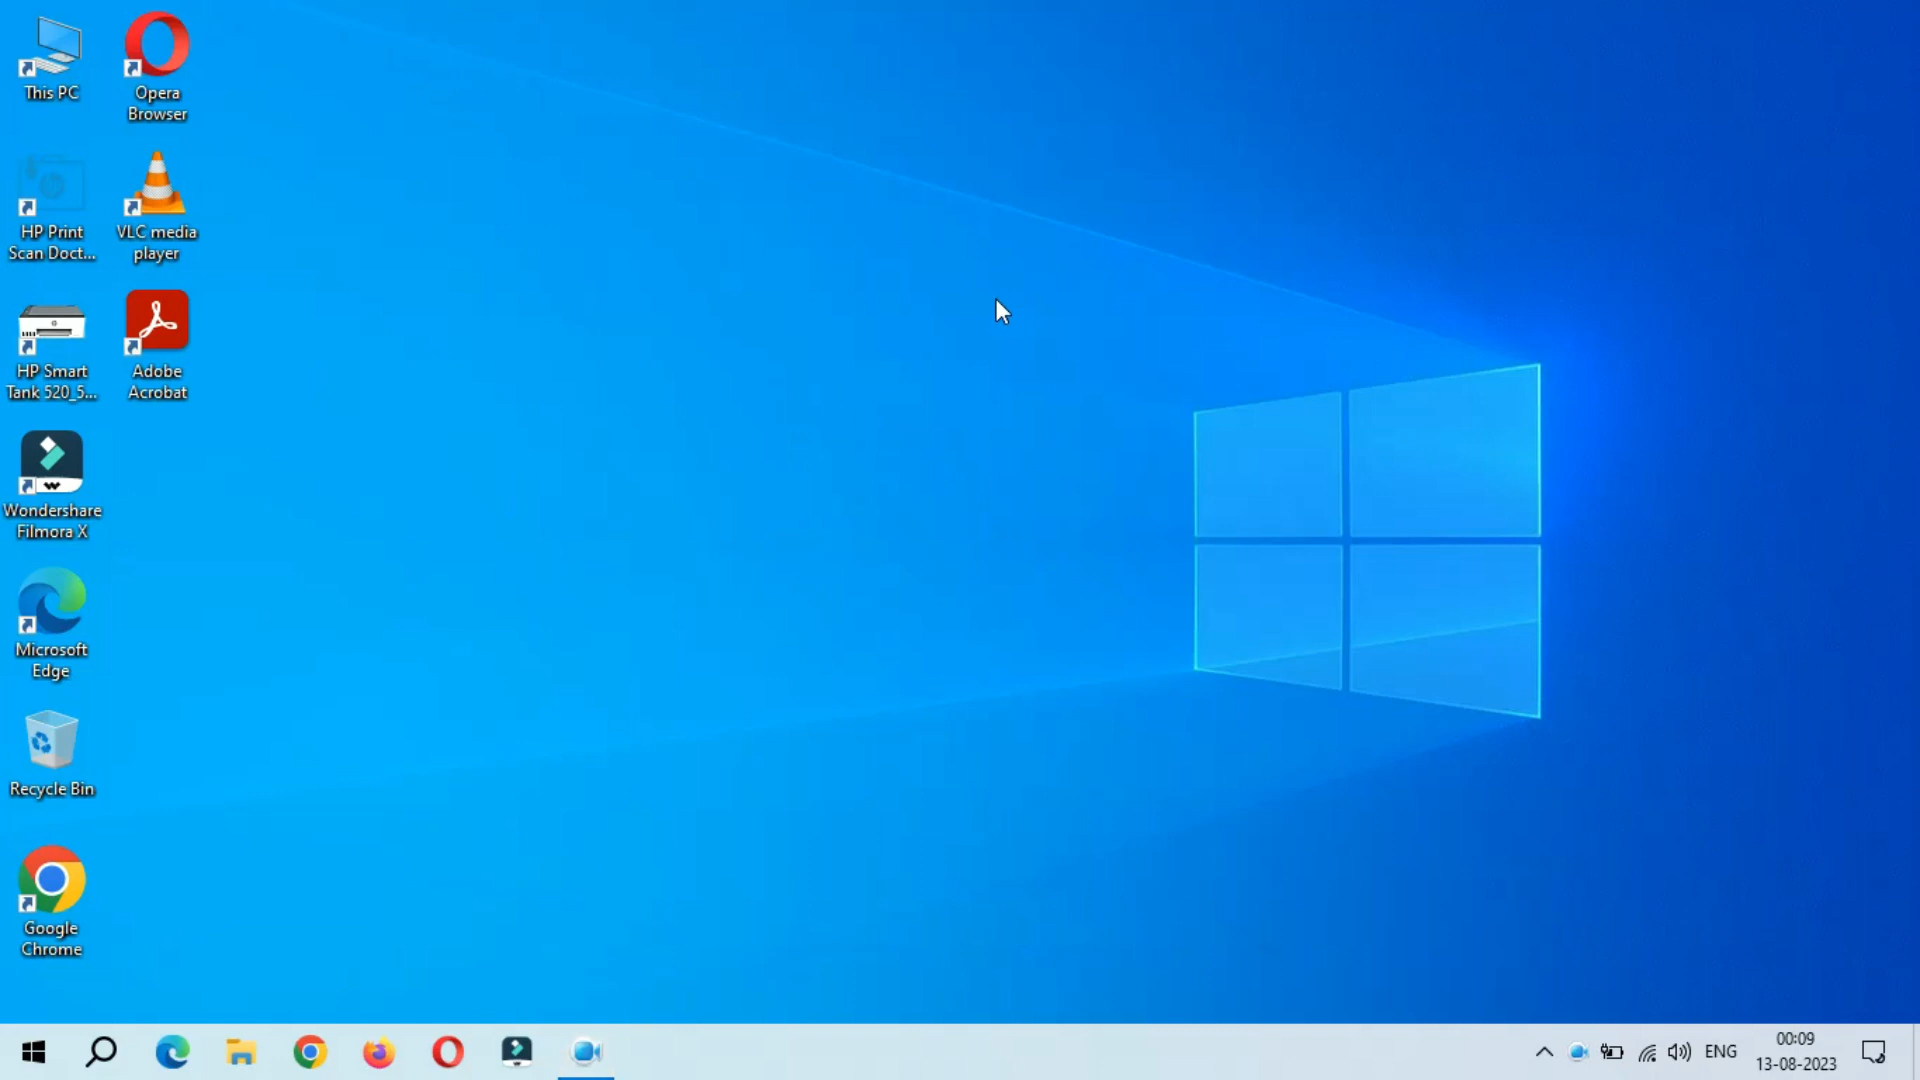 This PC
Opera
Browser
HP Print
Scan Doct...
VLC media
player
HP Smart
Tank 520_5...
Adobe
Acrobat
Wondershare
Filmora X
Microsoft
Edge
Recycle Bin
Google
Chrome
ENG
00:09
13-08-2023